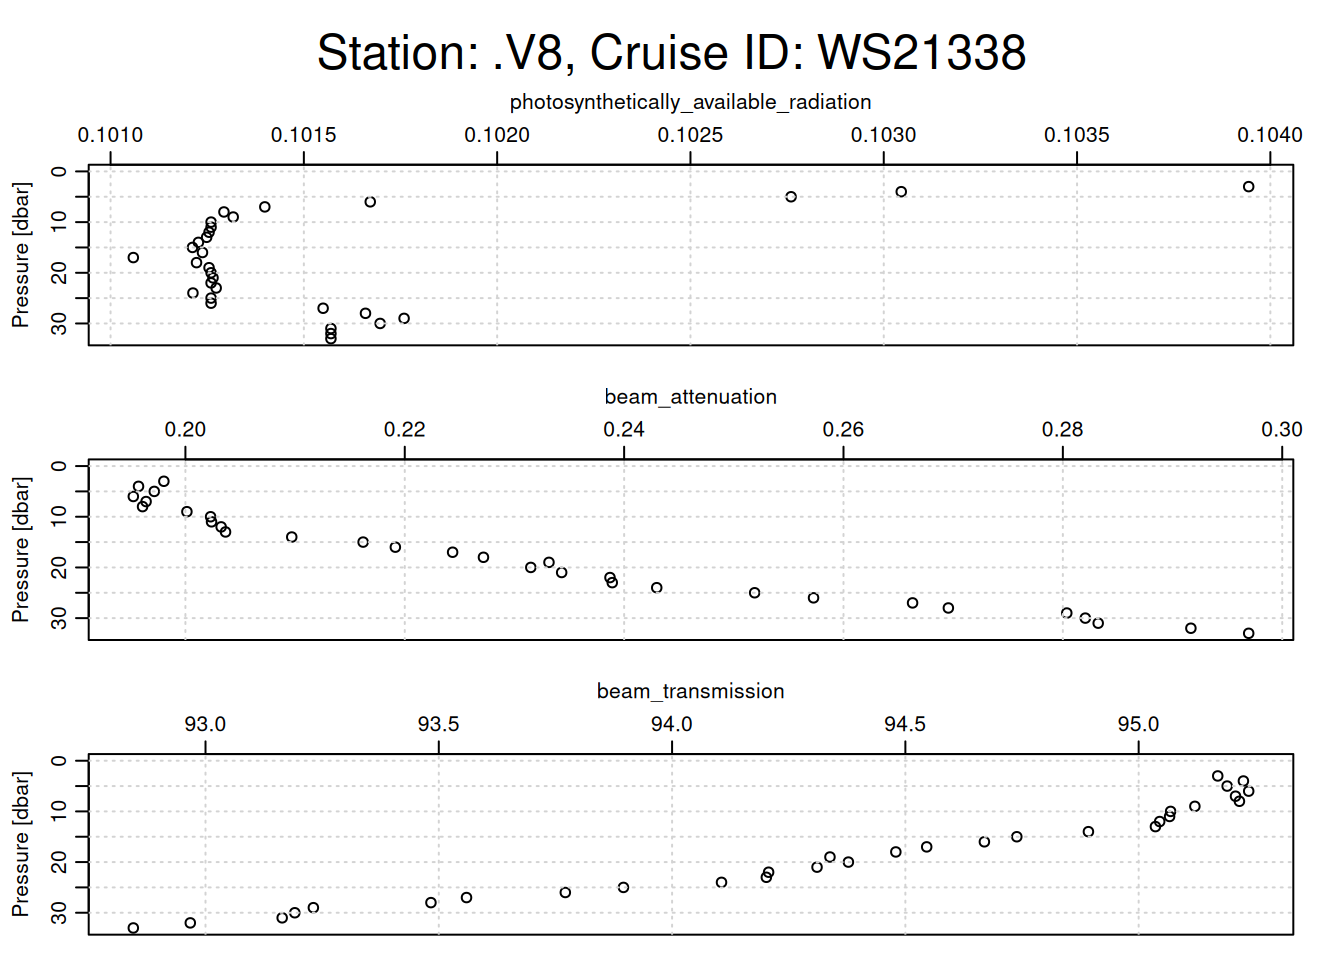 Station: .V8, Cruise ID: WS21338
photosynthetically_available_radiation
0.1010 0.1015 0.1020 0.1025 0.1030 0.1035 0.1040
Pressure [dbar]
0 10 20 30
beam_attenuation
0.20 0.22 0.24 0.26 0.28 0.30
Pressure [dbar]
0 10 20 30
beam_transmission
93.0 93.5 94.0 94.5 95.0
Pressure [dbar]
0 10 20 30